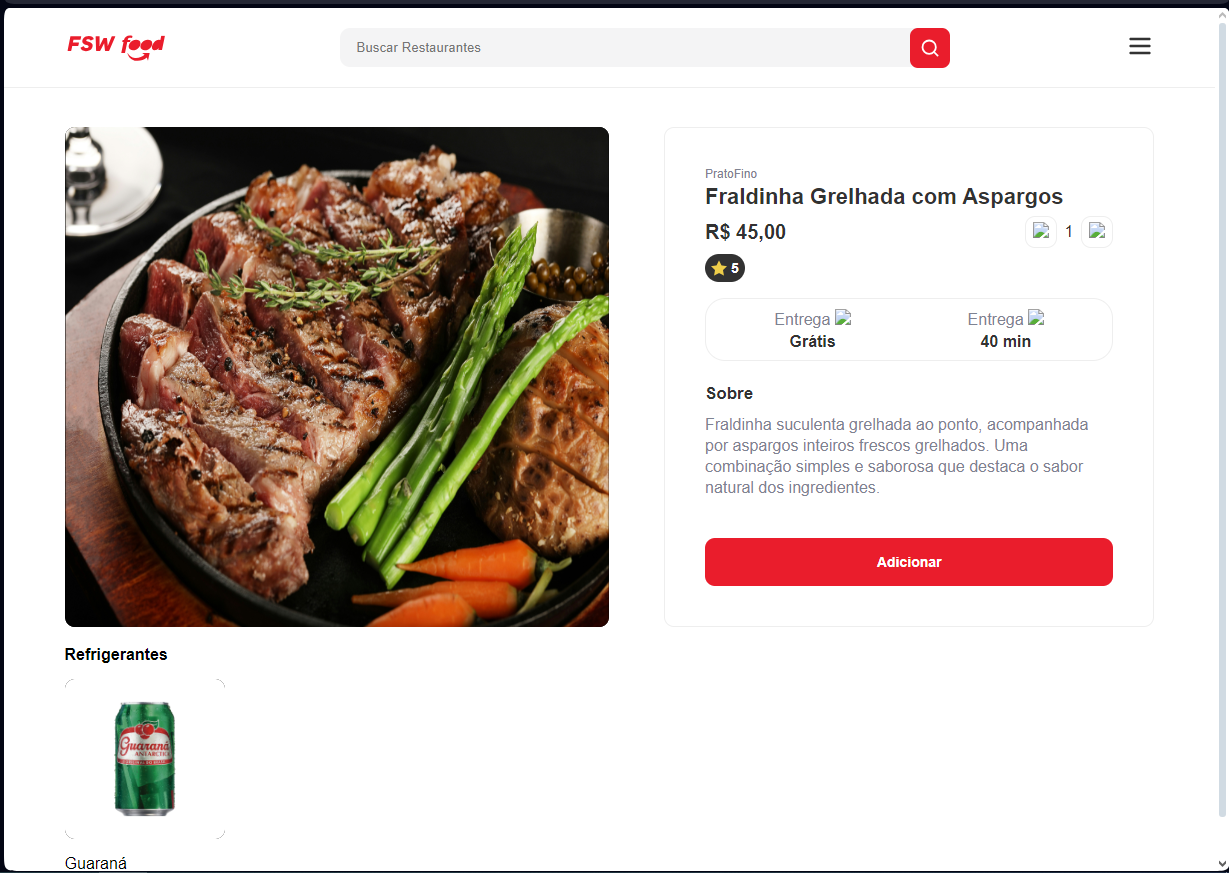 FSW food
Buscar Restaurantes
PratoFino
Fraldinha Grelhada com Aspargos
R$ 45,00
1
5
Entrega
Grátis
Entrega
40 min
Sobre
Fraldinha suculenta grelhada ao ponto, acompanhada
por aspargos inteiros frescos grelhados. Uma
combinação simples e saborosa que destaca o sabor
natural dos ingredientes.
Adicionar
Refrigerantes
Guaraná
ANTARCTICA
Guaraná